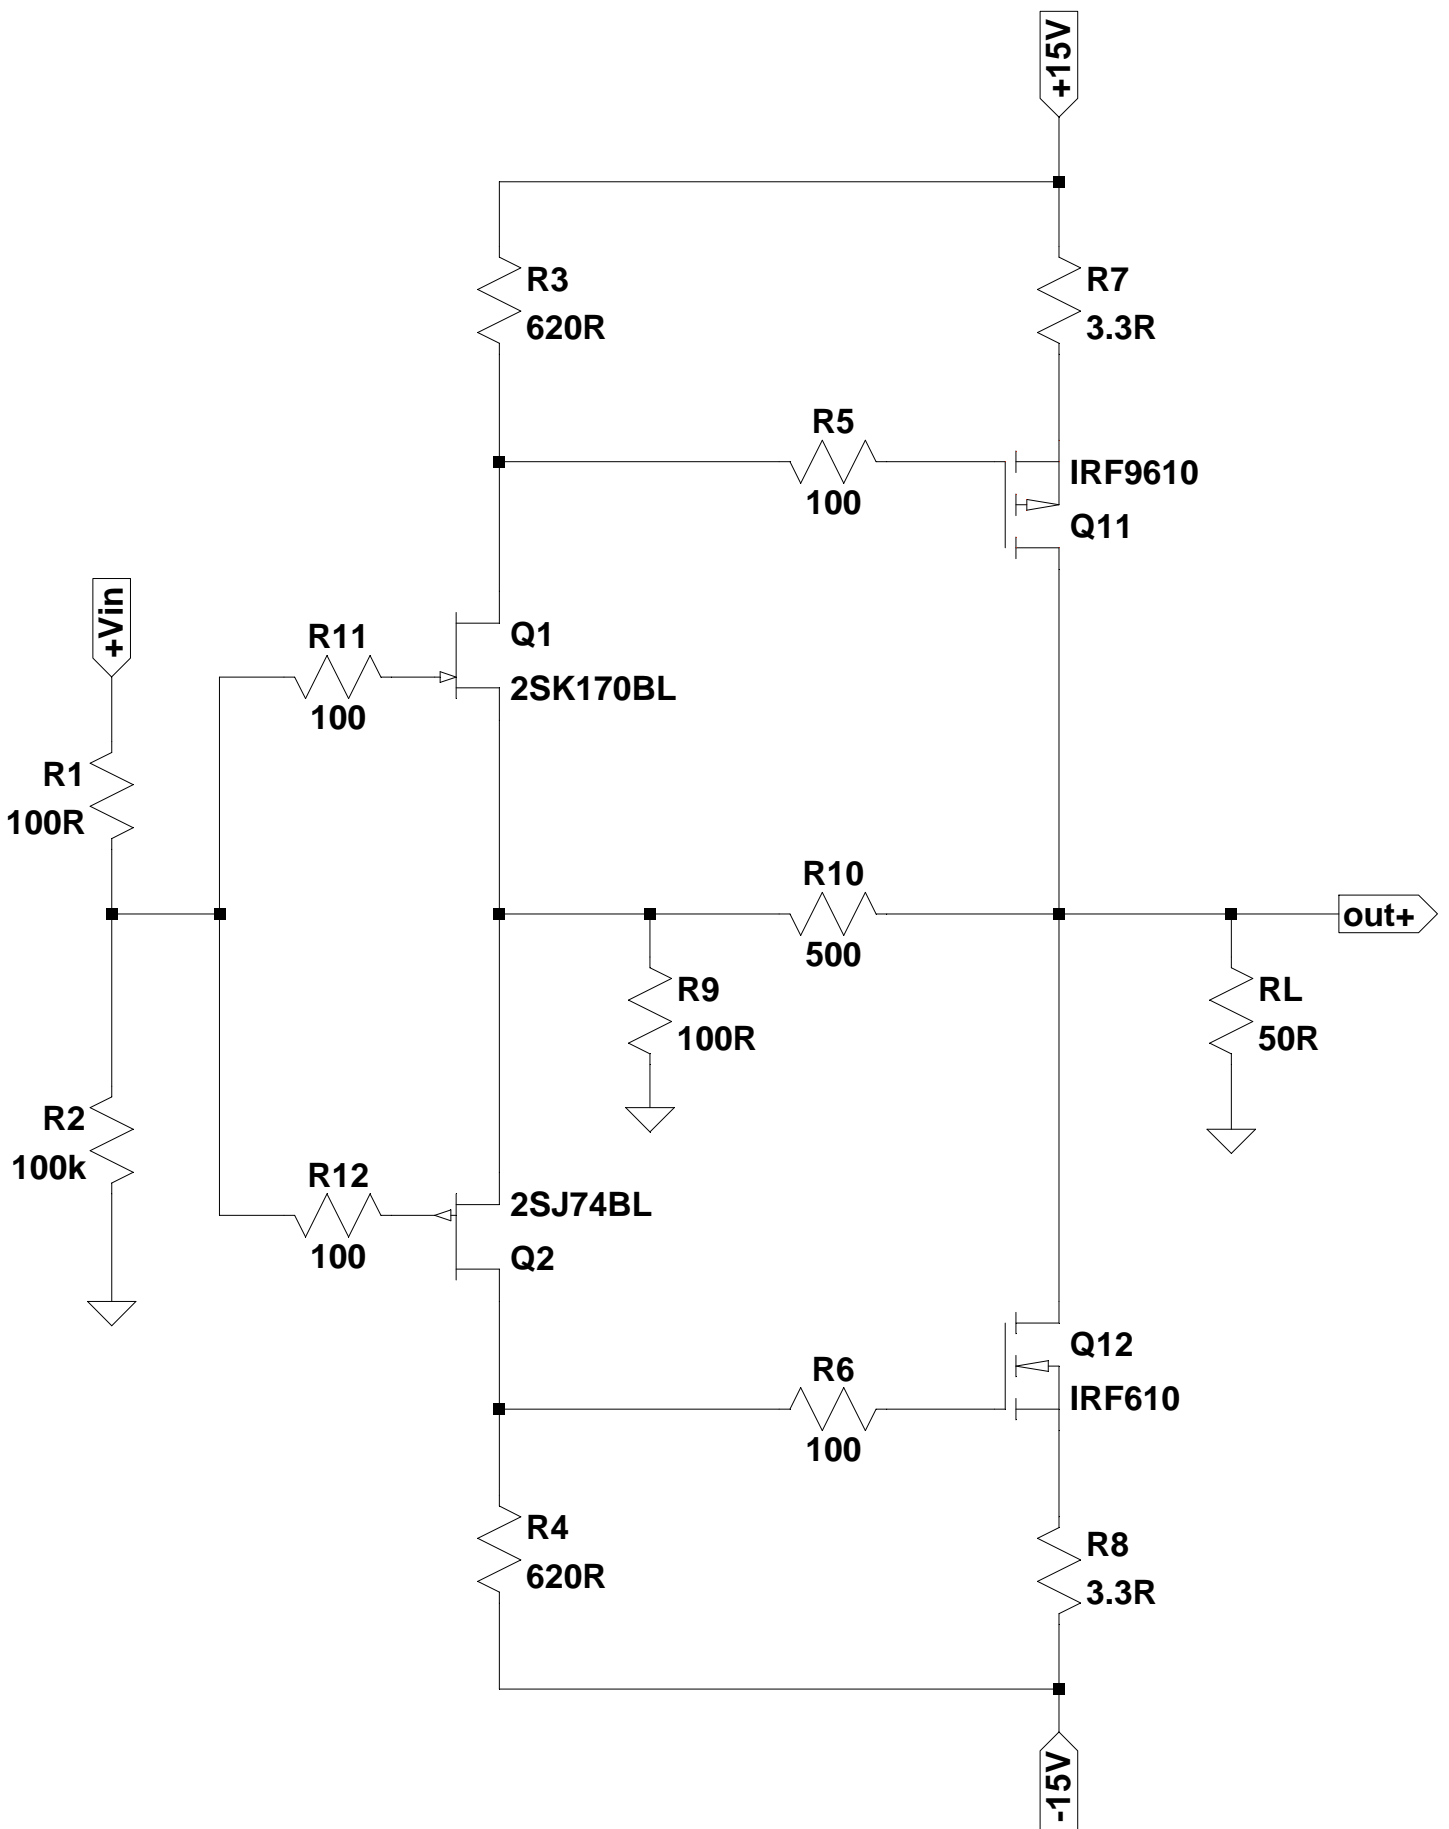 +15V
R3
620R
R7
3.3R
R5
100
IRF9610
Q11
+Vin
R11
100
Q1
2SK170BL
R1
100R
R10
500
out+
R9
100R
RL
50R
R2
100k
R12
100
2SJ74BL
Q2
R6
100
Q12
IRF610
R4
620R
R8
3.3R
-15V